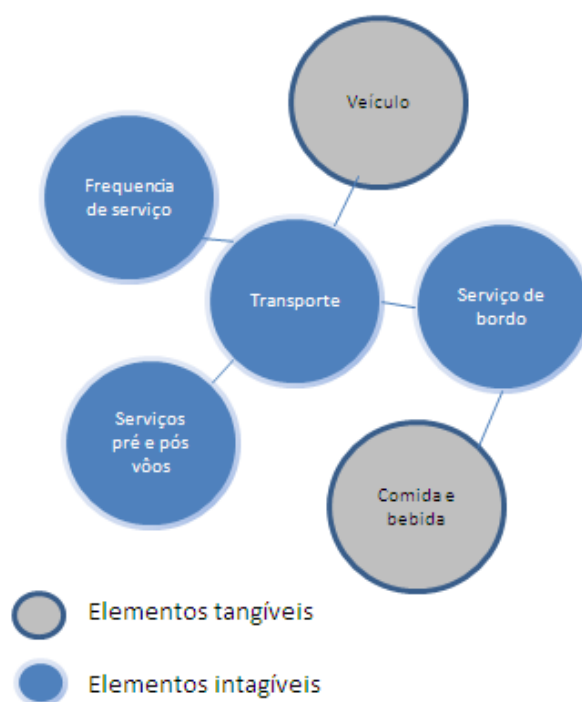 Veículo
Frequencia
de serviço
Transporte
Serviço de
bordo
Serviços
pré e pós
vôos
Comida e
bebida
Elementos tangíveis
Elementos intagíveis